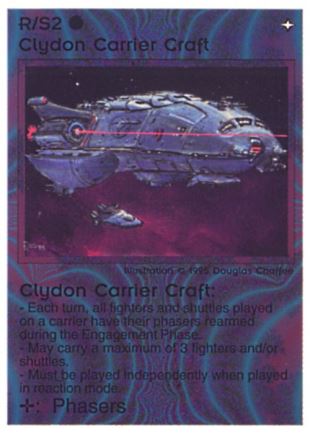 R/S2
Clydon Carrier Craft
Illustration © 1995 Douglas Chaffee
Clydon Carrier Craft:
- Each turn, all fighters and shuttles played
on a carrier have their phasers rearmed
during the Engagement Phase.
- May carry a maximum of 3 fighters and/or
shuttles.
- Must be played independently when played
in reaction mode.
: Phasers